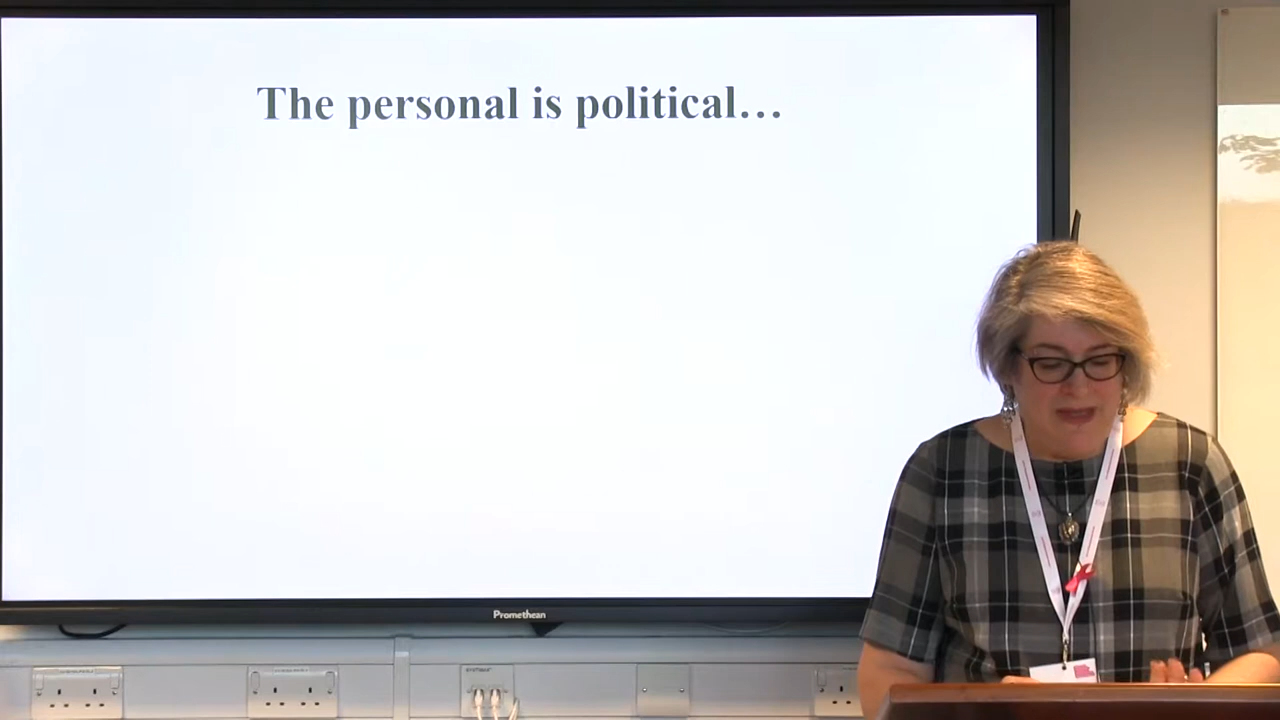 The personal is political…
Promethean